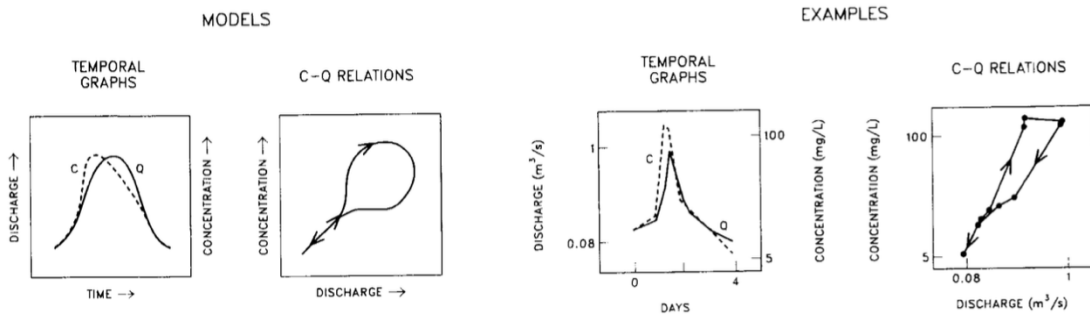 MODELS
EXAMPLES
TEMPORAL
GRAPHS
C-Q RELATIONS
DISCHARGE →
C
Q
CONCENTRATION →
TIME →
CONCENTRATION →
DISCHARGE →
TEMPORAL
GRAPHS
C-Q RELATIONS
DISCHARGE (m³/s)
1
0.08
C
Q
100
5
CONCENTRATION (mg/L)
0
2
4
DAYS
CONCENTRATION (mg/L)
100
5
0.08
1
DISCHARGE (m³/s)